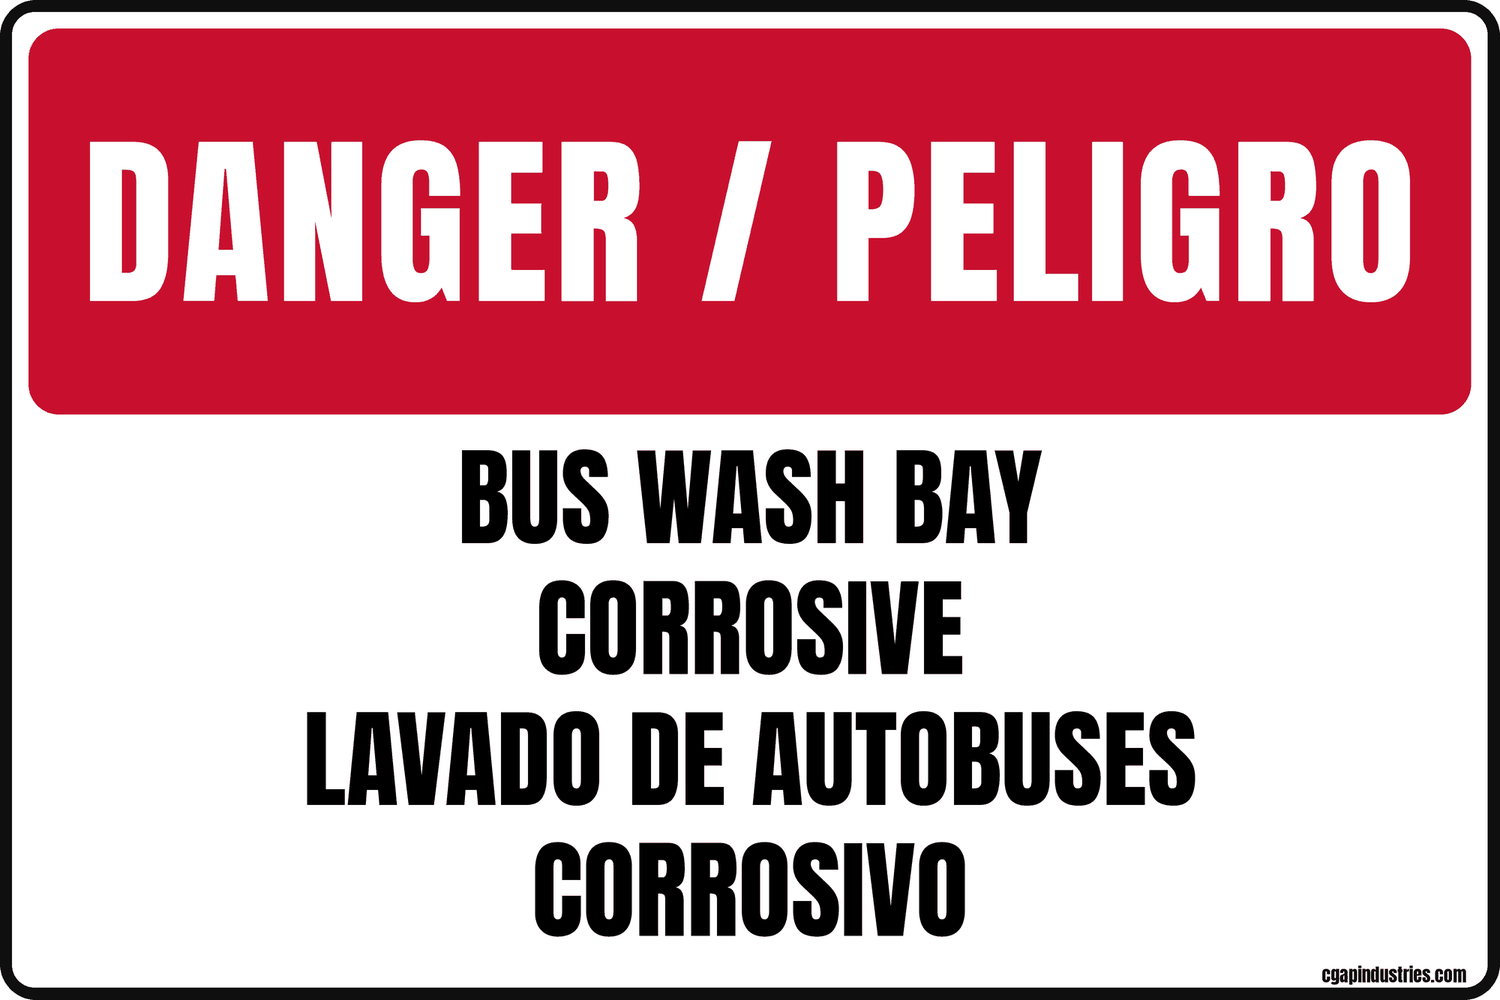 DANGER / PELIGRO
BUS WASH BAY
CORROSIVE
LAVADO DE AUTOBUSES
CORROSIVO
cgapindustries.com